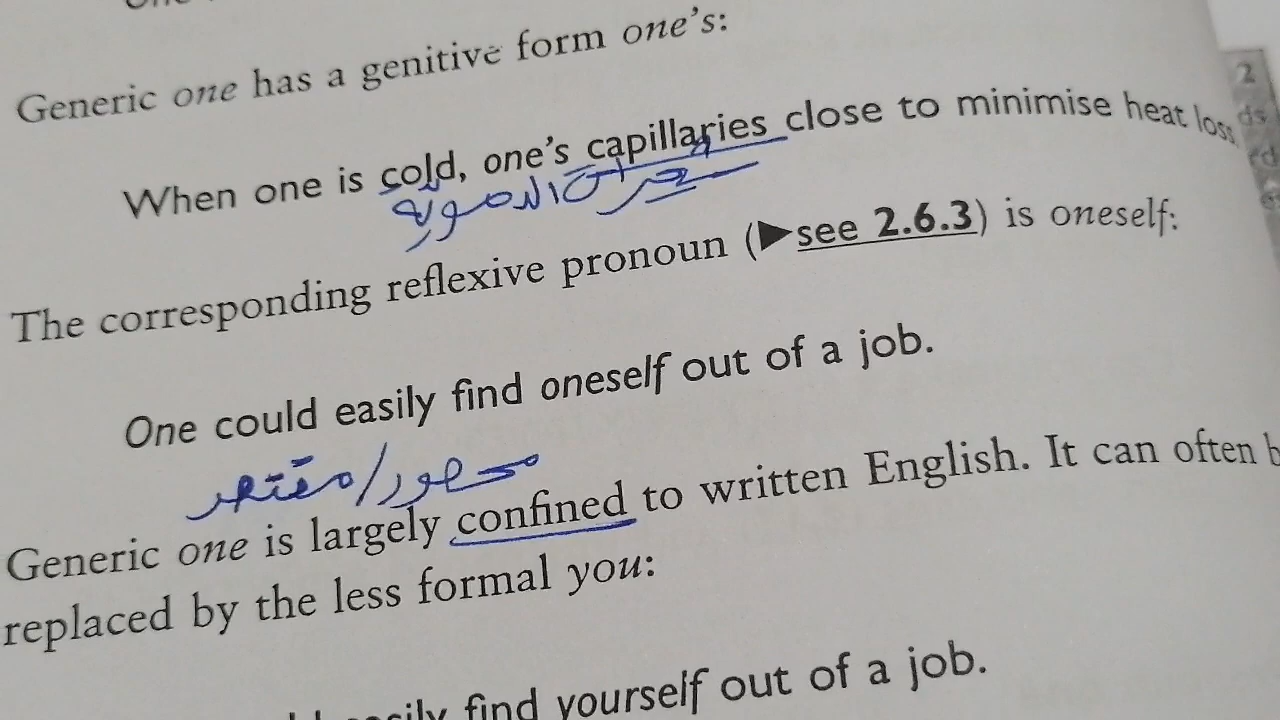 Generic one has a genitive form one's:
When one is cold, one's capillaries close to minimise heat loss
الدموية
The corresponding reflexive pronoun (▶see 2.6.3) is oneself:
One could easily find oneself out of a job.
محصور/مقتصر
Generic one is largely confined to written English. It can often
replaced by the less formal you:
easily find yourself out of a job.